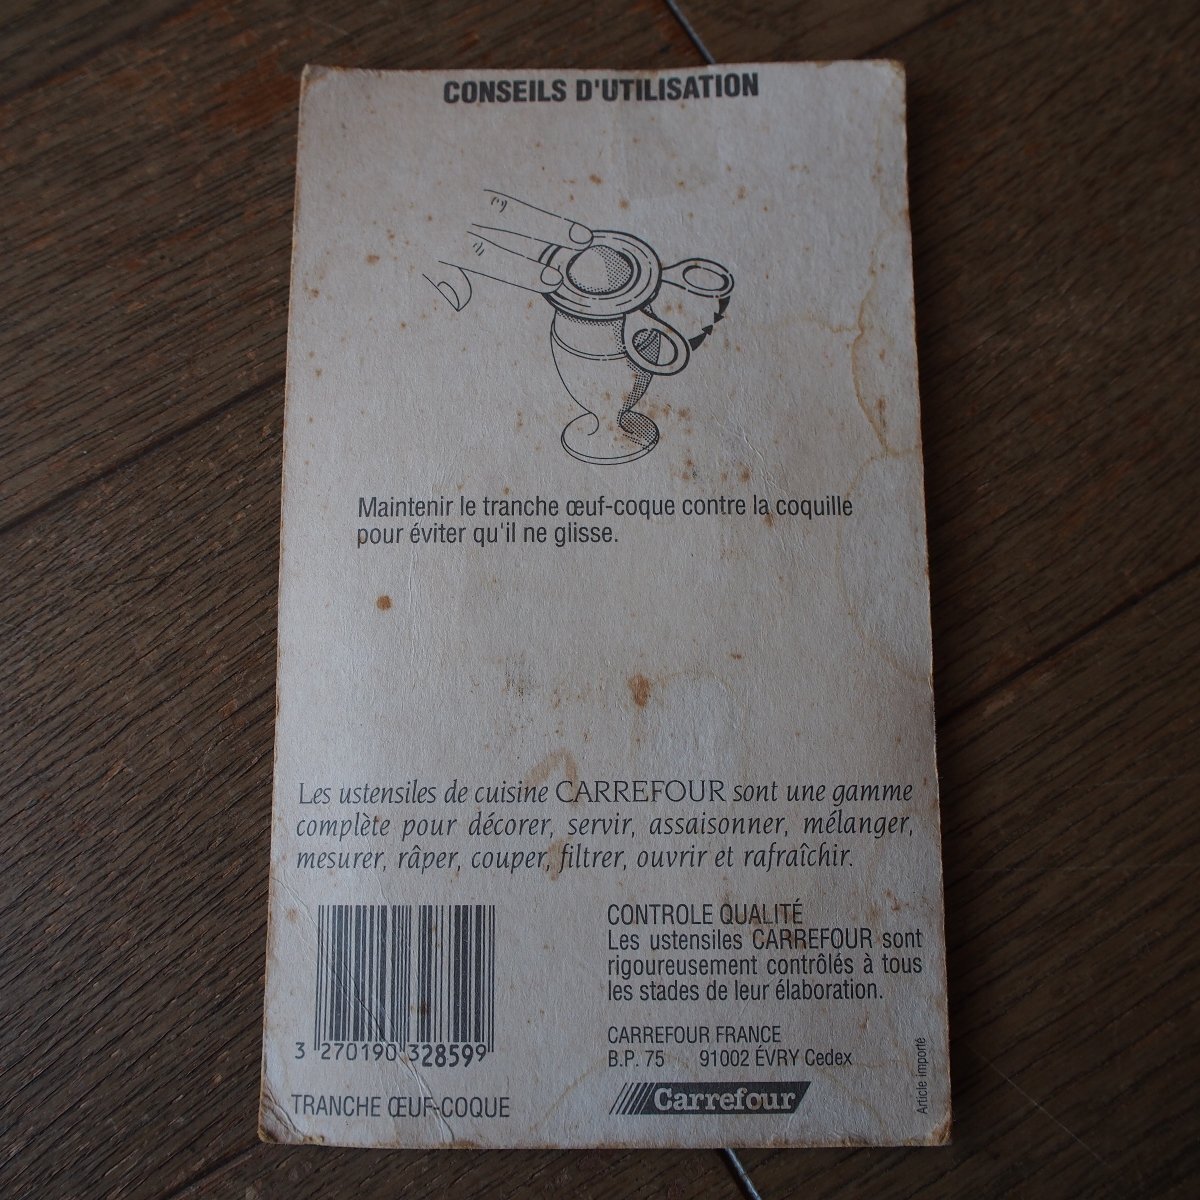 CONSEILS D'UTILISATION
Maintenir le tranche œuf-coque contre la coquille
pour éviter qu'il ne glisse.
Les ustensiles de cuisine CARREFOUR sont une gamme
complète pour décorer, servir, assaisonner, mélanger,
mesurer, râper, couper, filtrer, ouvrir et rafraîchir.
3 270190 328599
TRANCHE ŒUF-COQUE
CONTROLE QUALITÉ
Les ustensiles CARREFOUR sont
rigoureusement contrôlés à tous
les stades de leur élaboration.
CARREFOUR FRANCE
B.P. 75 91002 ÉVRY Cedex
Carrefour
Article importé